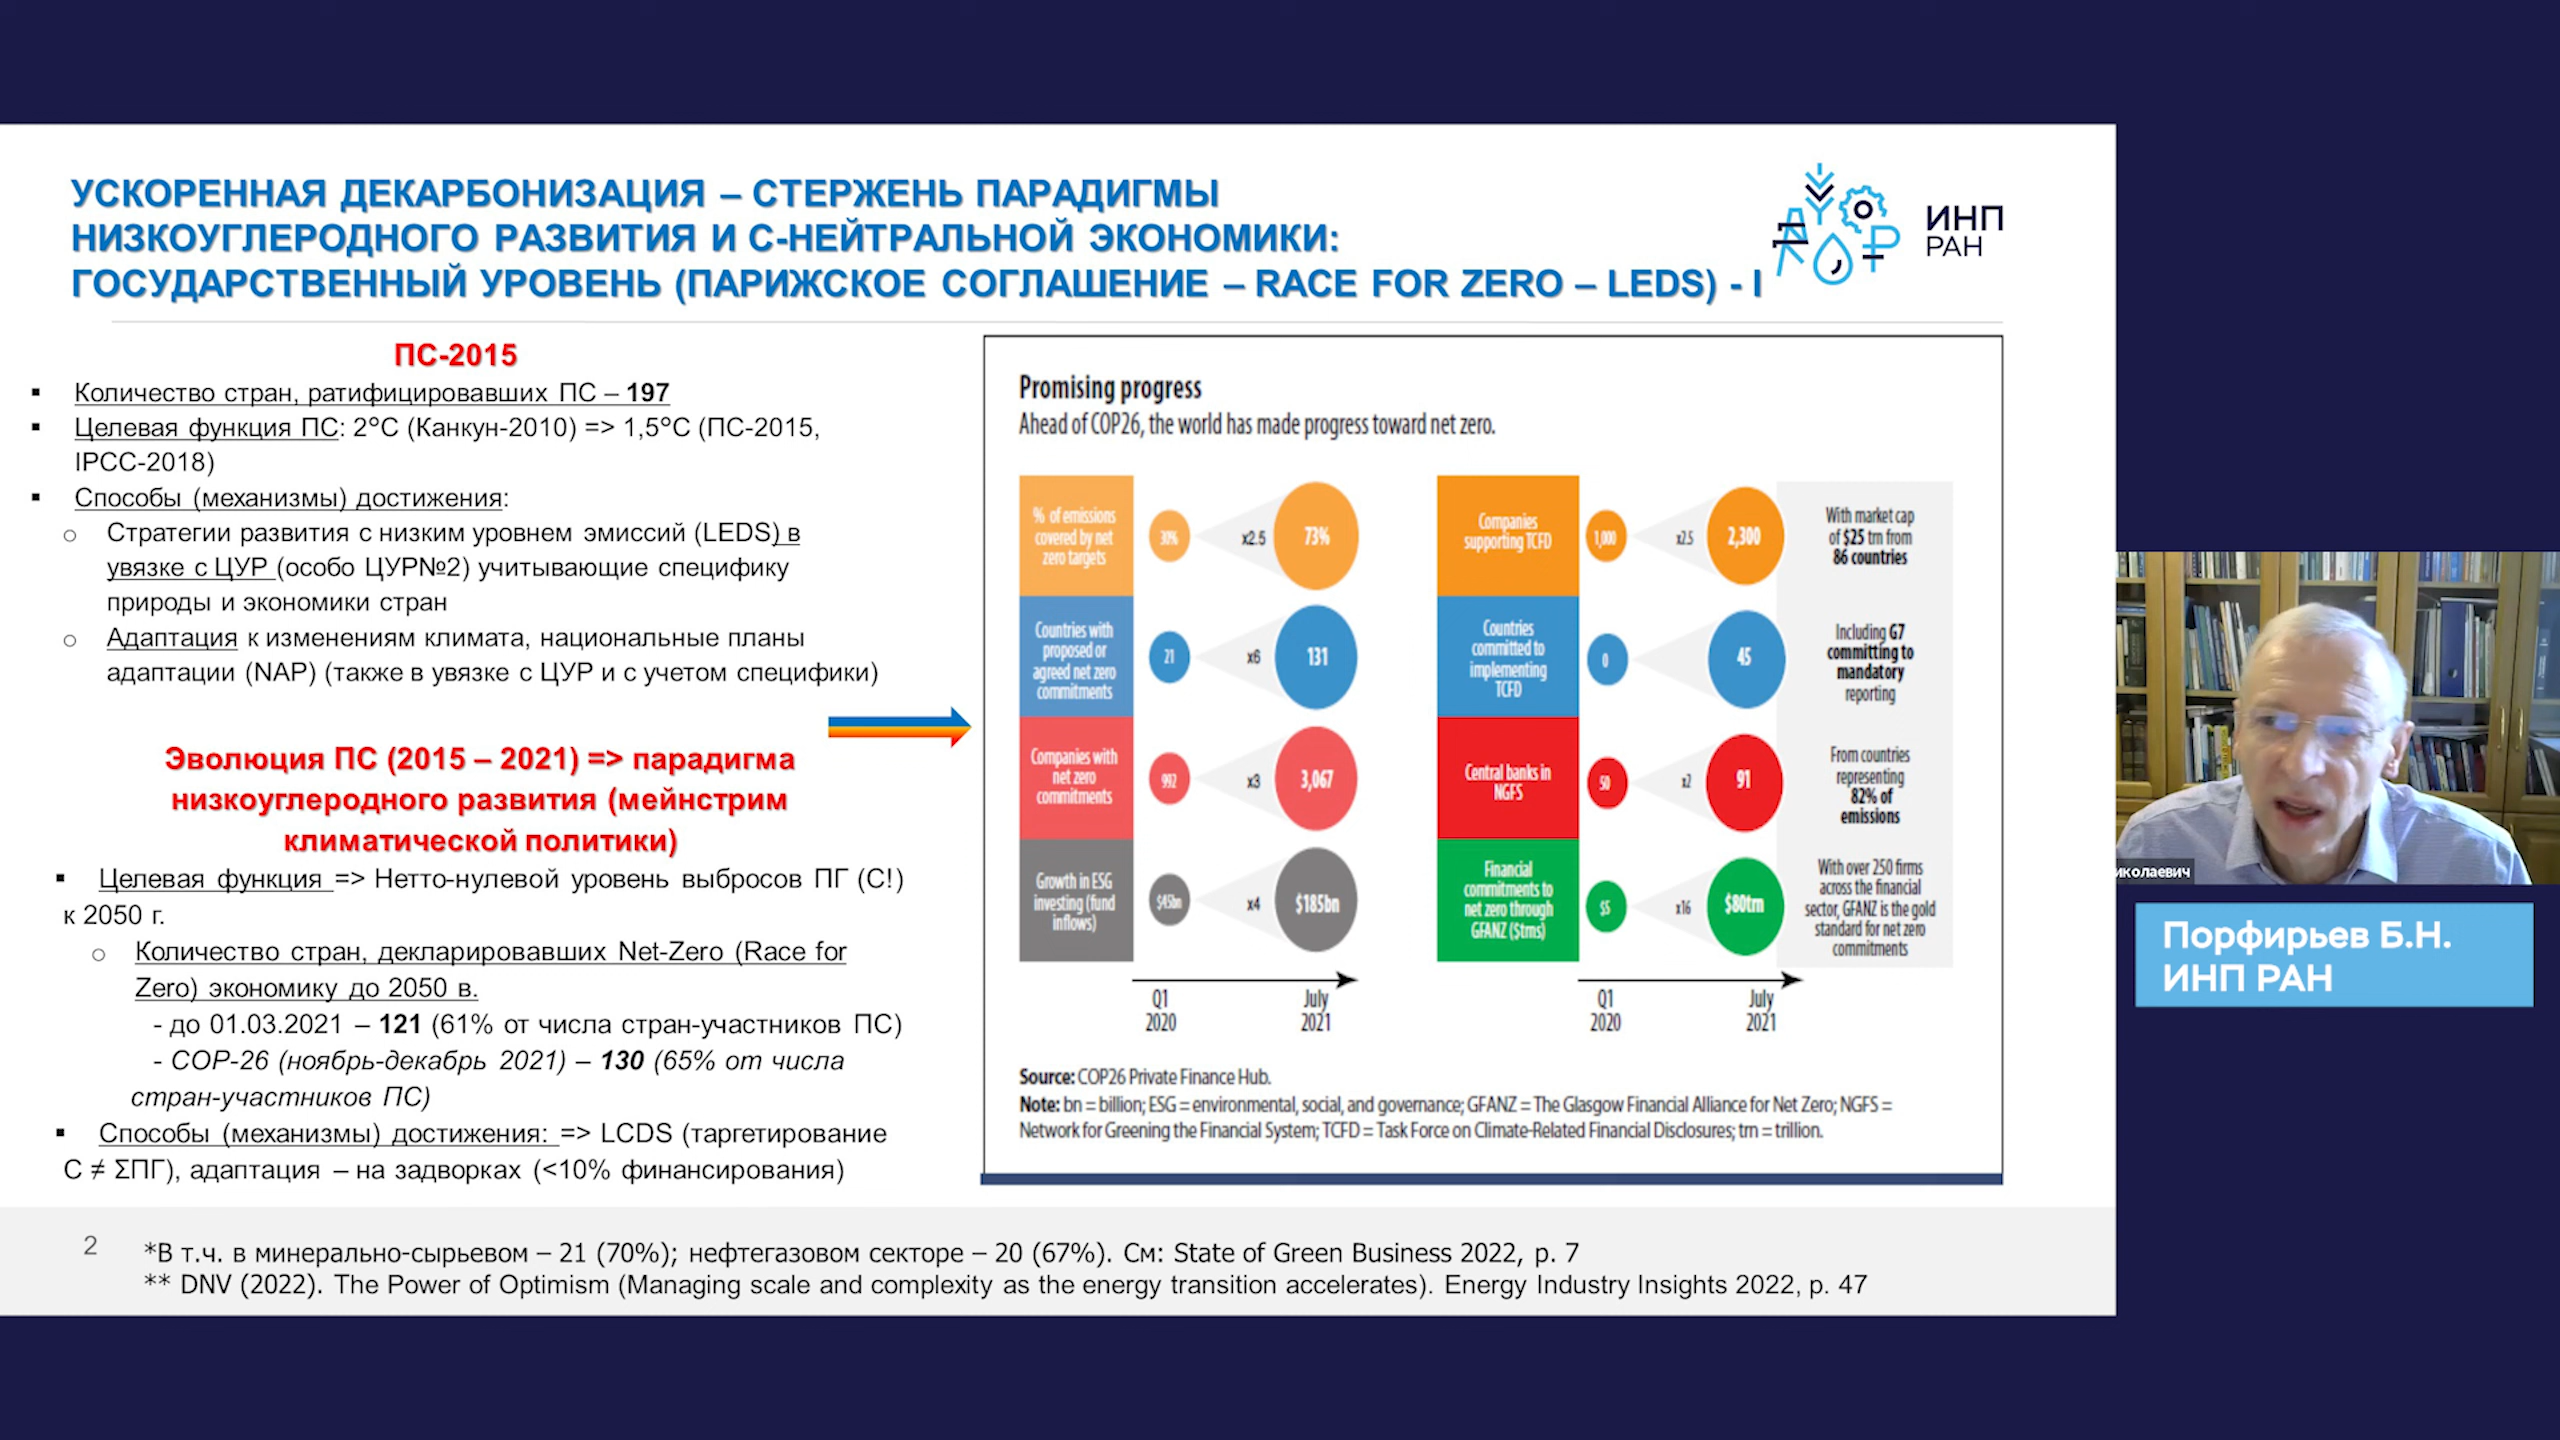 УСКОРЕННАЯ ДЕКАРБОНИЗАЦИЯ – СТЕРЖЕНЬ ПАРАДИГМЫ
НИЗКОУГЛЕРОДНОГО РАЗВИТИЯ И С-НЕЙТРАЛЬНОЙ ЭКОНОМИКИ:
ГОСУДАРСТВЕННЫЙ УРОВЕНЬ (ПАРИЖСКОЕ СОГЛАШЕНИЕ – RACE FOR ZERO – LEDS) - I
ИНП
РАН
ПС-2015
▪ Количество стран, ратифицировавших ПС – 197
▪ Целевая функция ПС: 2°С (Канкун-2010) => 1,5°С (ПС-2015,
IPCC-2018)
▪ Способы (механизмы) достижения:
o Стратегии развития с низким уровнем эмиссий (LEDS) в
увязке с ЦУР (особо ЦУР№2) учитывающие специфику
природы и экономики стран
o Адаптация к изменениям климата, национальные планы
адаптации (NAP) (также в увязке с ЦУР и с учетом специфики)
Эволюция ПС (2015 – 2021) => парадигма
низкоуглеродного развития (мейнстрим
климатической политики)
▪ Целевая функция => Нетто-нулевой уровень выбросов ПГ (С!)
к 2050 г.
o Количество стран, декларировавших Net-Zero (Race for
Zero) экономику до 2050 в.
- до 01.03.2021 – 121 (61% от числа стран-участников ПС)
- COP-26 (ноябрь-декабрь 2021) – 130 (65% от числа
стран-участников ПС)
▪ Способы (механизмы) достижения: => LCDS (таргетирование
С ≠ ΣПГ), адаптация – на задворках (<10% финансирования)
Promising progress
Ahead of COP26, the world has made progress toward net zero.
% of emissions
covered by net
zero targets
30%
x2.5
73%
Countries with
proposed or
agreed net zero
commitments
21
x6
131
Companies with
net zero
commitments
992
x3
3,067
Growth in ESG
investing (fund
inflows)
$45bn
x4
$185bn
Q1
2020
July
2021
Companies
supporting TCFD
1,000
x2.5
2,300
With market cap
of $25 trn from
86 countries
Countries
committed to
implementing
TCFD
0
45
Including G7
committing to
mandatory
reporting
Central banks in
NGFS
50
x2
91
From countries
representing
82% of
emissions
Financial
commitments to
net zero through
GFANZ ($trns)
$5
x16
$80trn
With over 250 firms
across the financial
sector, GFANZ is the gold
standard for net zero
commitments
Q1
2020
July
2021
Source: COP26 Private Finance Hub.
Note: bn = billion; ESG = environmental, social, and governance; GFANZ = The Glasgow Financial Alliance for Net Zero; NGFS =
Network for Greening the Financial System; TCFD = Task Force on Climate-Related Financial Disclosures; trn = trillion.
2
*В т.ч. в минерально-сырьевом – 21 (70%); нефтегазовом секторе – 20 (67%). См: State of Green Business 2022, p. 7
** DNV (2022). The Power of Optimism (Managing scale and complexity as the energy transition accelerates). Energy Industry Insights 2022, p. 47
иколаевич
Порфирьев Б.Н.
ИНП РАН